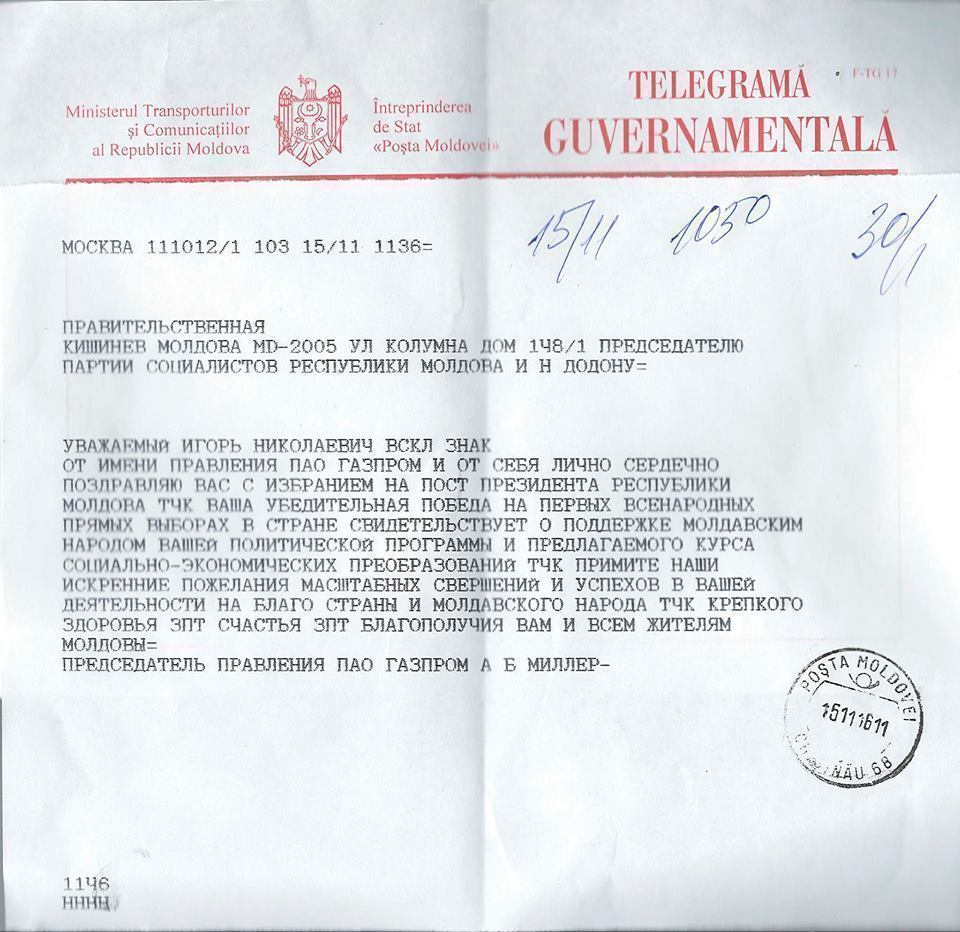 Ministerul Transporturilor
și Comunicațiilor
al Republicii Moldova
Întreprinderea
de Stat
«Poșta Moldovei»
TELEGRAMĂ
GUVERNAMENTALĂ
F-TG 17
15/11 1050 30/1
МОСКВА 111012/1 103 15/11 1136=
ПРАВИТЕЛЬСТВЕННАЯ
КИШИНЕВ МОЛДОВА MD-2005 УЛ КОЛУМНА ДОМ 1Ч8/1 ПРЕДСЕДАТЕЛЮ
ПАРТИИ СОЦИАЛИСТОВ РЕСПУБЛИКИ МОЛДОВА И Н ДОДОНУ=
УВАЖАЕМЫЙ ИГОРЬ НИКОЛАЕВИЧ ВСКЛ ЗНАК
ОТ ИМЕНИ ПРАВЛЕНИЯ ПАО ГАЗПРОМ И ОТ СЕБЯ ЛИЧНО СЕРДЕЧНО
ПОЗДРАВЛЯЮ ВАС С ИЗБРАНИЕМ НА ПОСТ ПРЕЗИДЕНТА РЕСПУБЛИКИ
МОЛДОВА ТЧК ВАША УБЕДИТЕЛЬНАЯ ПОБЕДА НА ПЕРВЫХ ВСЕНАРОДНЫХ
ПРЯМЫХ ВЫБОРАХ В СТРАНЕ СВИДЕТЕЛЬСТВУЕТ О ПОДДЕРЖКЕ МОЛДАВСКИМ
НАРОДОМ ВАШЕЙ ПОЛИТИЧЕСКОЙ ПРОГРАММЫ И ПРЕДЛАГАЕМОГО КУРСА
СОЦИАЛЬНО-ЭКОНОМИЧЕСКИХ ПРЕОБРАЗОВАНИЙ ТЧК ПРИМИТЕ НАШИ
ИСКРЕННИЕ ПОЖЕЛАНИЯ МАСШТАБНЫХ СВЕРШЕНИЙ И УСПЕХОВ В ВАШЕЙ
ДЕЯТЕЛЬНОСТИ НА БЛАГО СТРАНЫ И МОЛДАВСКОГО НАРОДА ТЧК КРЕПКОГО
ЗДОРОВЬЯ ЗПТ СЧАСТЬЯ ЗПТ БЛАГОПОЛУЧИЯ ВАМ И ВСЕМ ЖИТЕЛЯМ
МОЛДОВЫ=
ПРЕДСЕДАТЕЛЬ ПРАВЛЕНИЯ ПАО ГАЗПРОМ А Б МИЛЛЕР-
POȘTA MOLDOVEI
15111611
CHIȘINĂU 68
11Ч6
НННН